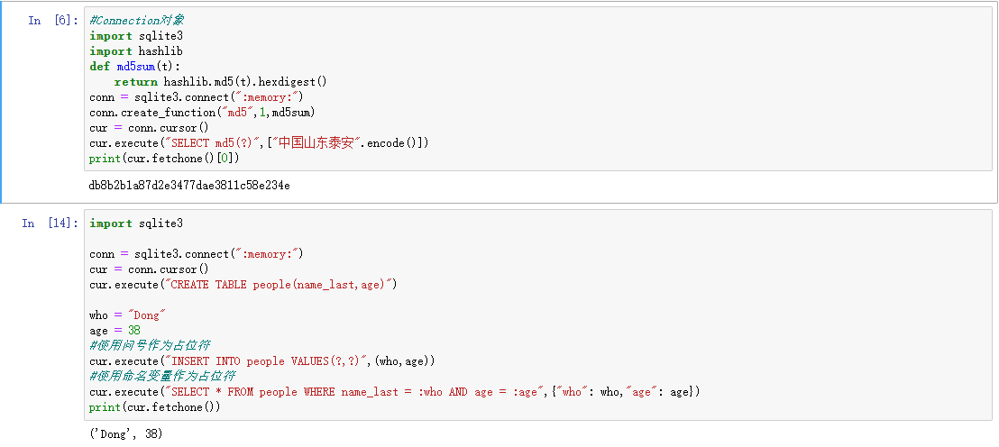 In [6]: #Connection对象
import sqlite3
import hashlib
def md5sum(t):
    return hashlib.md5(t).hexdigest()
conn = sqlite3.connect(":memory:")
conn.create_function("md5",1,md5sum)
cur = conn.cursor()
cur.execute("SELECT md5(?)",["中国山东泰安".encode()])
print(cur.fetchone()[0])
db8b2b1a87d2e3477dae3811c58e234e
In [14]: import sqlite3
conn = sqlite3.connect(":memory:")
cur = conn.cursor()
cur.execute("CREATE TABLE people(name_last,age)")
who = "Dong"
age = 38
#使用问号作为占位符
cur.execute("INSERT INTO people VALUES(?,?)",(who,age))
#使用命名变量作为占位符
cur.execute("SELECT * FROM people WHERE name_last = :who AND age = :age",{"who": who,"age": age})
print(cur.fetchone())
('Dong', 38)